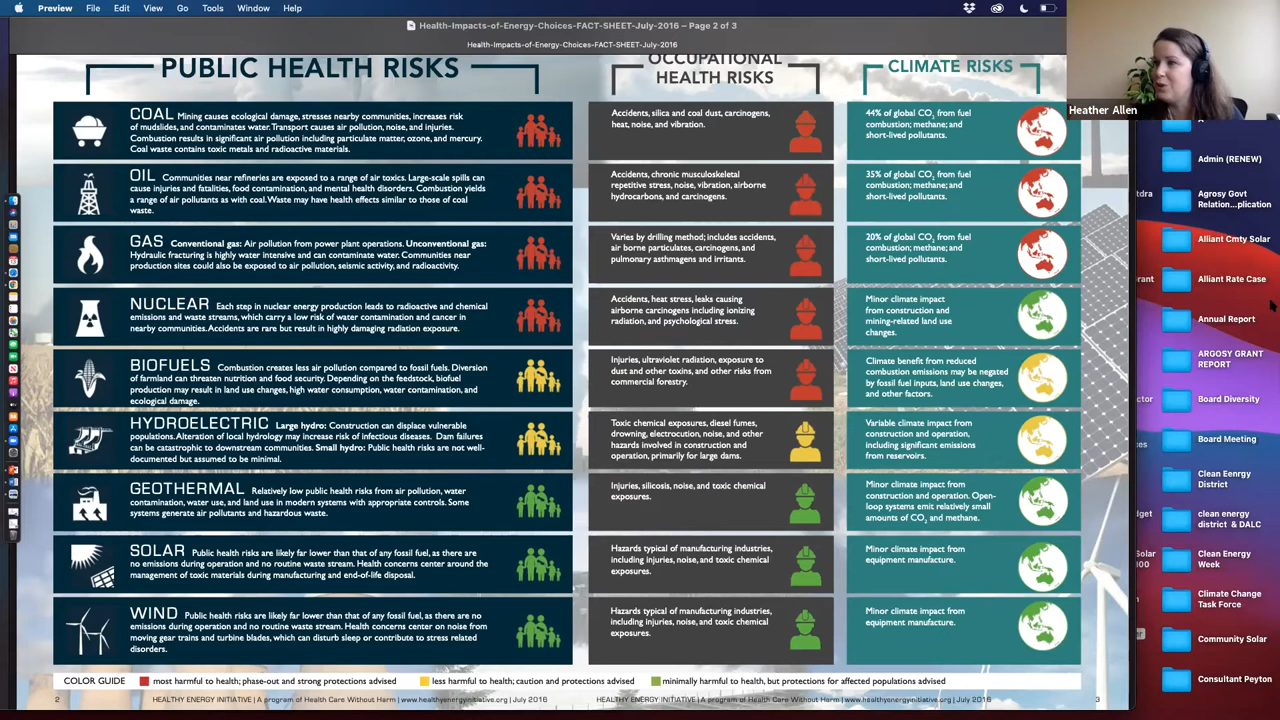 Preview File Edit View Go Tools Window Help
Health-Impacts-of-Energy-Choices-FACT-SHEET-July-2016 – Page 2 of 3
Health-Impacts-of-Energy-Choices-FACT-SHEET-July-2016
Heather Allen
PUBLIC HEALTH RISKS
OCCUPATIONAL
HEALTH RISKS
CLIMATE RISKS
COAL Mining causes ecological damage, stresses nearby communities, increases risk
of mudslides, and contaminates water. Transport causes air pollution, noise, and injuries.
Combustion results in significant air pollution including particulate matter, ozone, and mercury.
Coal waste contains toxic metals and radioactive materials.
Accidents, silica and coal dust, carcinogens,
heat, noise, and vibration.
44% of global CO2 from fuel
combustion; methane; and
short-lived pollutants.
OIL Communities near refineries are exposed to a range of air toxics. Large-scale spills can
cause injuries and fatalities, food contamination, and mental health disorders. Combustion yields
a range of air pollutants as with coal. Waste may have health effects similar to those of coal
waste.
Accidents, chronic musculoskeletal
repetitive stress, noise, vibration, airborne
hydrocarbons, and carcinogens.
35% of global CO2 from fuel
combustion; methane; and
short-lived pollutants.
GAS Conventional gas: Air pollution from power plant operations. Unconventional gas:
Hydraulic fracturing is highly water intensive and can contaminate water. Communities near
production sites could also be exposed to air pollution, seismic activity, and radioactivity.
Varies by drilling method; includes accidents,
air borne particulates, carcinogens, and
pulmonary asthmagens and irritants.
20% of global CO2 from fuel
combustion; methane; and
short-lived pollutants.
NUCLEAR Each step in nuclear energy production leads to radioactive and chemical
emissions and waste streams, which carry a low risk of water contamination and cancer in
nearby communities. Accidents are rare but result in highly damaging radiation exposure.
Accidents, heat stress, leaks causing
airborne carcinogens including ionizing
radiation, and psychological stress.
Minor climate impact
from construction and
mining-related land use
changes.
BIOFUELS Combustion creates less air pollution compared to fossil fuels. Diversion
of farmland can threaten nutrition and food security. Depending on the feedstock, biofuel
production may result in land use changes, high water consumption, water contamination, and
ecological damage.
Injuries, ultraviolet radiation, exposure to
dust and other toxins, and other risks from
commercial forestry.
Climate benefit from reduced
combustion emissions may be negated
by fossil fuel inputs, land use changes,
and other factors.
HYDROELECTRIC Large hydro: Construction can displace vulnerable
populations. Alteration of local hydrology may increase risk of infectious diseases. Dam failures
can be catastrophic to downstream communities. Small hydro: Public health risks are not well-
documented but assumed to be minimal.
Toxic chemical exposures, diesel fumes,
drowning, electrocution, noise, and other
hazards involved in construction and
operation, primarily for large dams.
Variable climate impact from
construction and operation,
including significant emissions
from reservoirs.
GEOTHERMAL Relatively low public health risks from air pollution, water
contamination, water use, and land use in modern systems with appropriate controls. Some
systems generate air pollutants and hazardous waste.
Injuries, silicosis, noise, and toxic chemical
exposures.
Minor climate impact from
construction and operation. Open-
loop systems emit relatively small
amounts of CO2 and methane.
SOLAR Public health risks are likely far lower than that of any fossil fuel, as there are
no emissions during operation and no routine waste stream. Health concerns center around the
management of toxic materials during manufacturing and end-of-life disposal.
Hazards typical of manufacturing industries,
including injuries, noise, and toxic chemical
exposures.
Minor climate impact from
equipment manufacture.
WIND Public health risks are likely far lower than that of any fossil fuel, as there are no
emissions during operation and no routine waste stream. Health concerns center on noise from
moving gear trains and turbine blades, which can disturb sleep or contribute to stress related
disorders.
Hazards typical of manufacturing industries,
including injuries, noise, and toxic chemical
exposures.
Minor climate impact from
equipment manufacture.
COLOR GUIDE most harmful to health; phase-out and strong protections advised less harmful to health; caution and protections advised minimally harmful to health, but protections for affected populations advised
2 HEALTHY ENERGY INITIATIVE | A program of Health Care Without Harm | www.healthyenergyinitiative.org | July 2016
HEALTHY ENERGY INITIATIVE | A program of Health Care Without Harm | www.healthyenergyinitiative.org | July 2016 3
Admin (RENEW)
Agrosy Govt
Relation...plication
Alliant Cmty Solar
Alliant Rate Case
Annual Report
ARGOSY GRANT
REPORT
Board Diversity
Board Meeting
Clean Eenrgy
District
clean energy
district & DALC
Clean Energy
Week
Climate Change
Task Force
Community Solar
Consultant Peyton